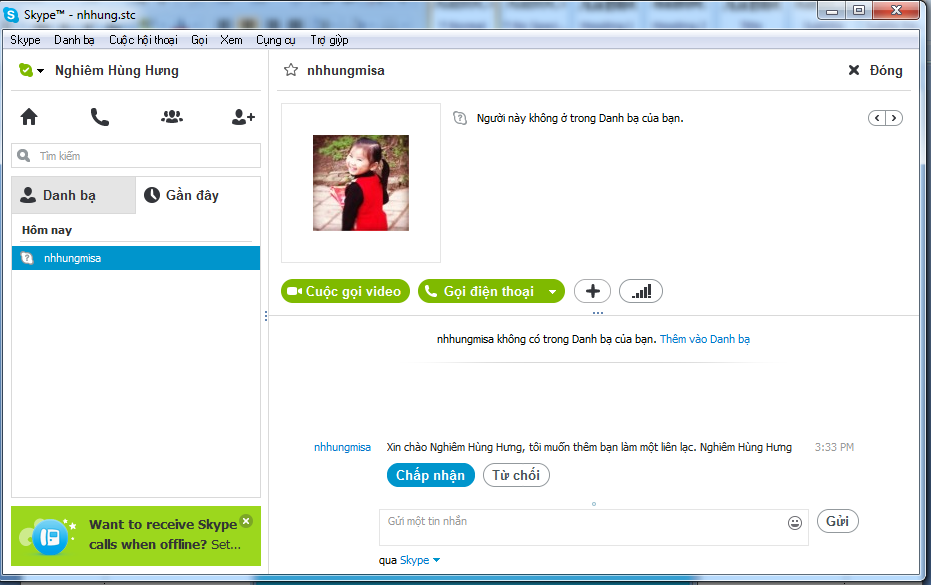 Skype™ - nhhung.stc
Skype Danh bạ Cuộc hội thoại Gọi Xem Cụng cụ Trợ giỳp
Nghiêm Hùng Hưng
nhhungmisa
Đóng
Người này không ở trong Danh bạ của bạn.
Tìm kiếm
Danh bạ
Gần đây
Hôm nay
nhhungmisa
Cuộc gọi video
Gọi điện thoại
nhhungmisa không có trong Danh bạ của bạn. Thêm vào Danh bạ
nhhungmisa Xin chào Nghiêm Hùng Hưng, tôi muốn thêm bạn làm một liên lạc. Nghiêm Hùng Hưng 3:33 PM
Chấp nhận
Từ chối
Gửi một tin nhắn
Gửi
qua Skype
Want to receive Skype
calls when offline? Set...